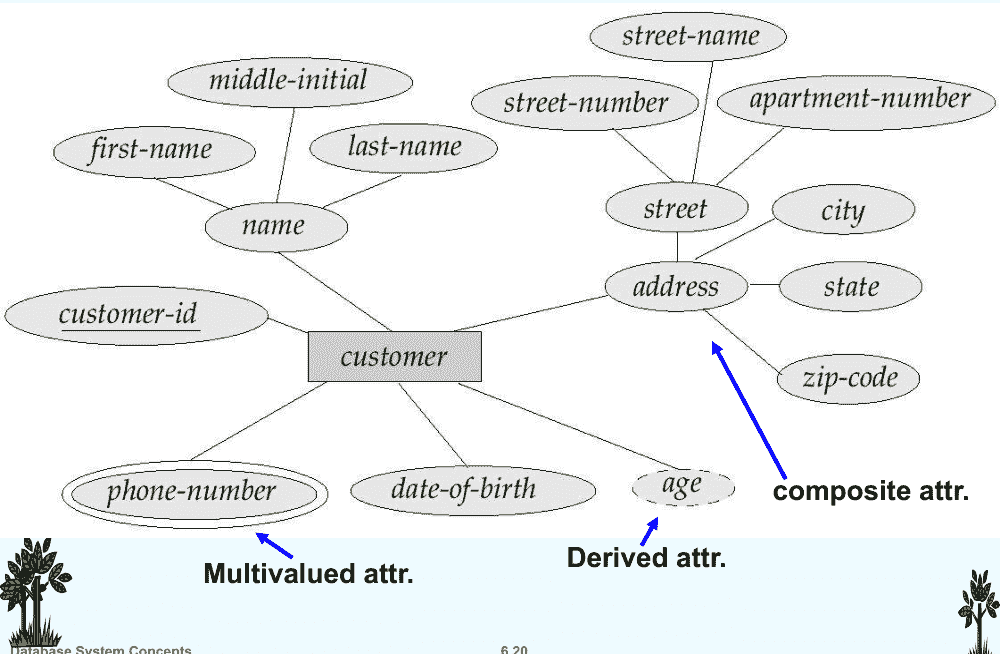 street-name
middle-initial
street-number
apartment-number
first-name
last-name
name
street
city
customer-id
address
state
customer
zip-code
phone-number
date-of-birth
age
composite attr.
Multivalued attr.
Derived attr.
Database System Concepts
6.20